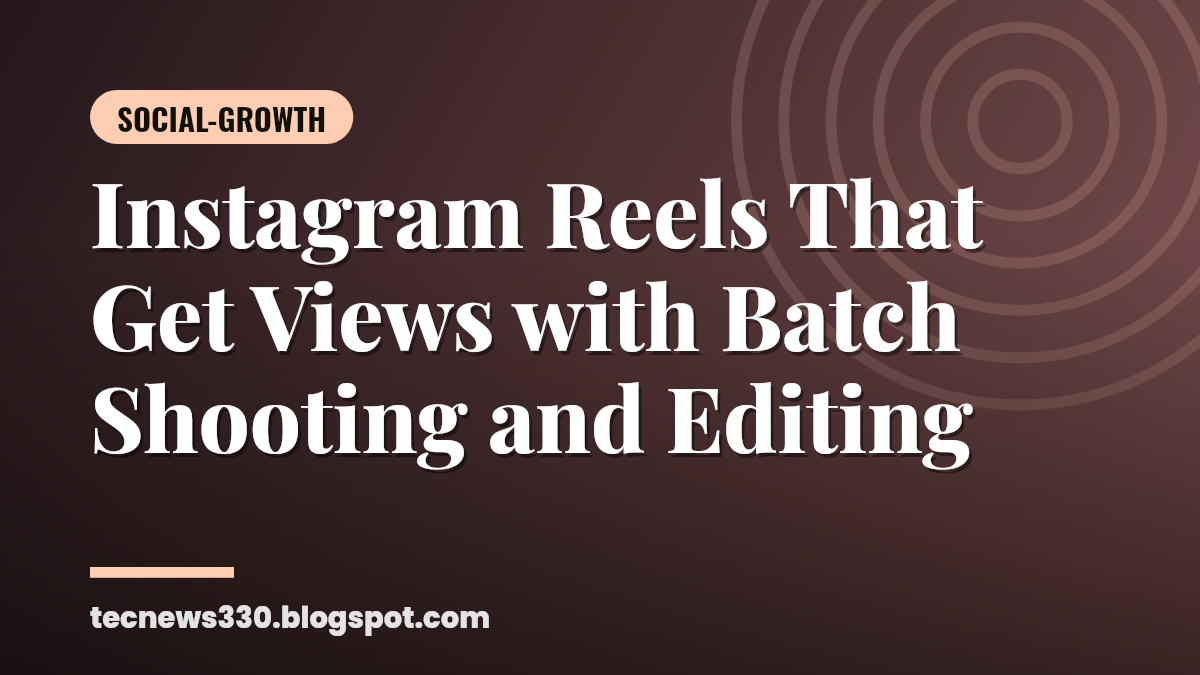 SOCIAL-GROWTH
Instagram Reels That
Get Views with Batch
Shooting and Editing
tecnews330.blogspot.com